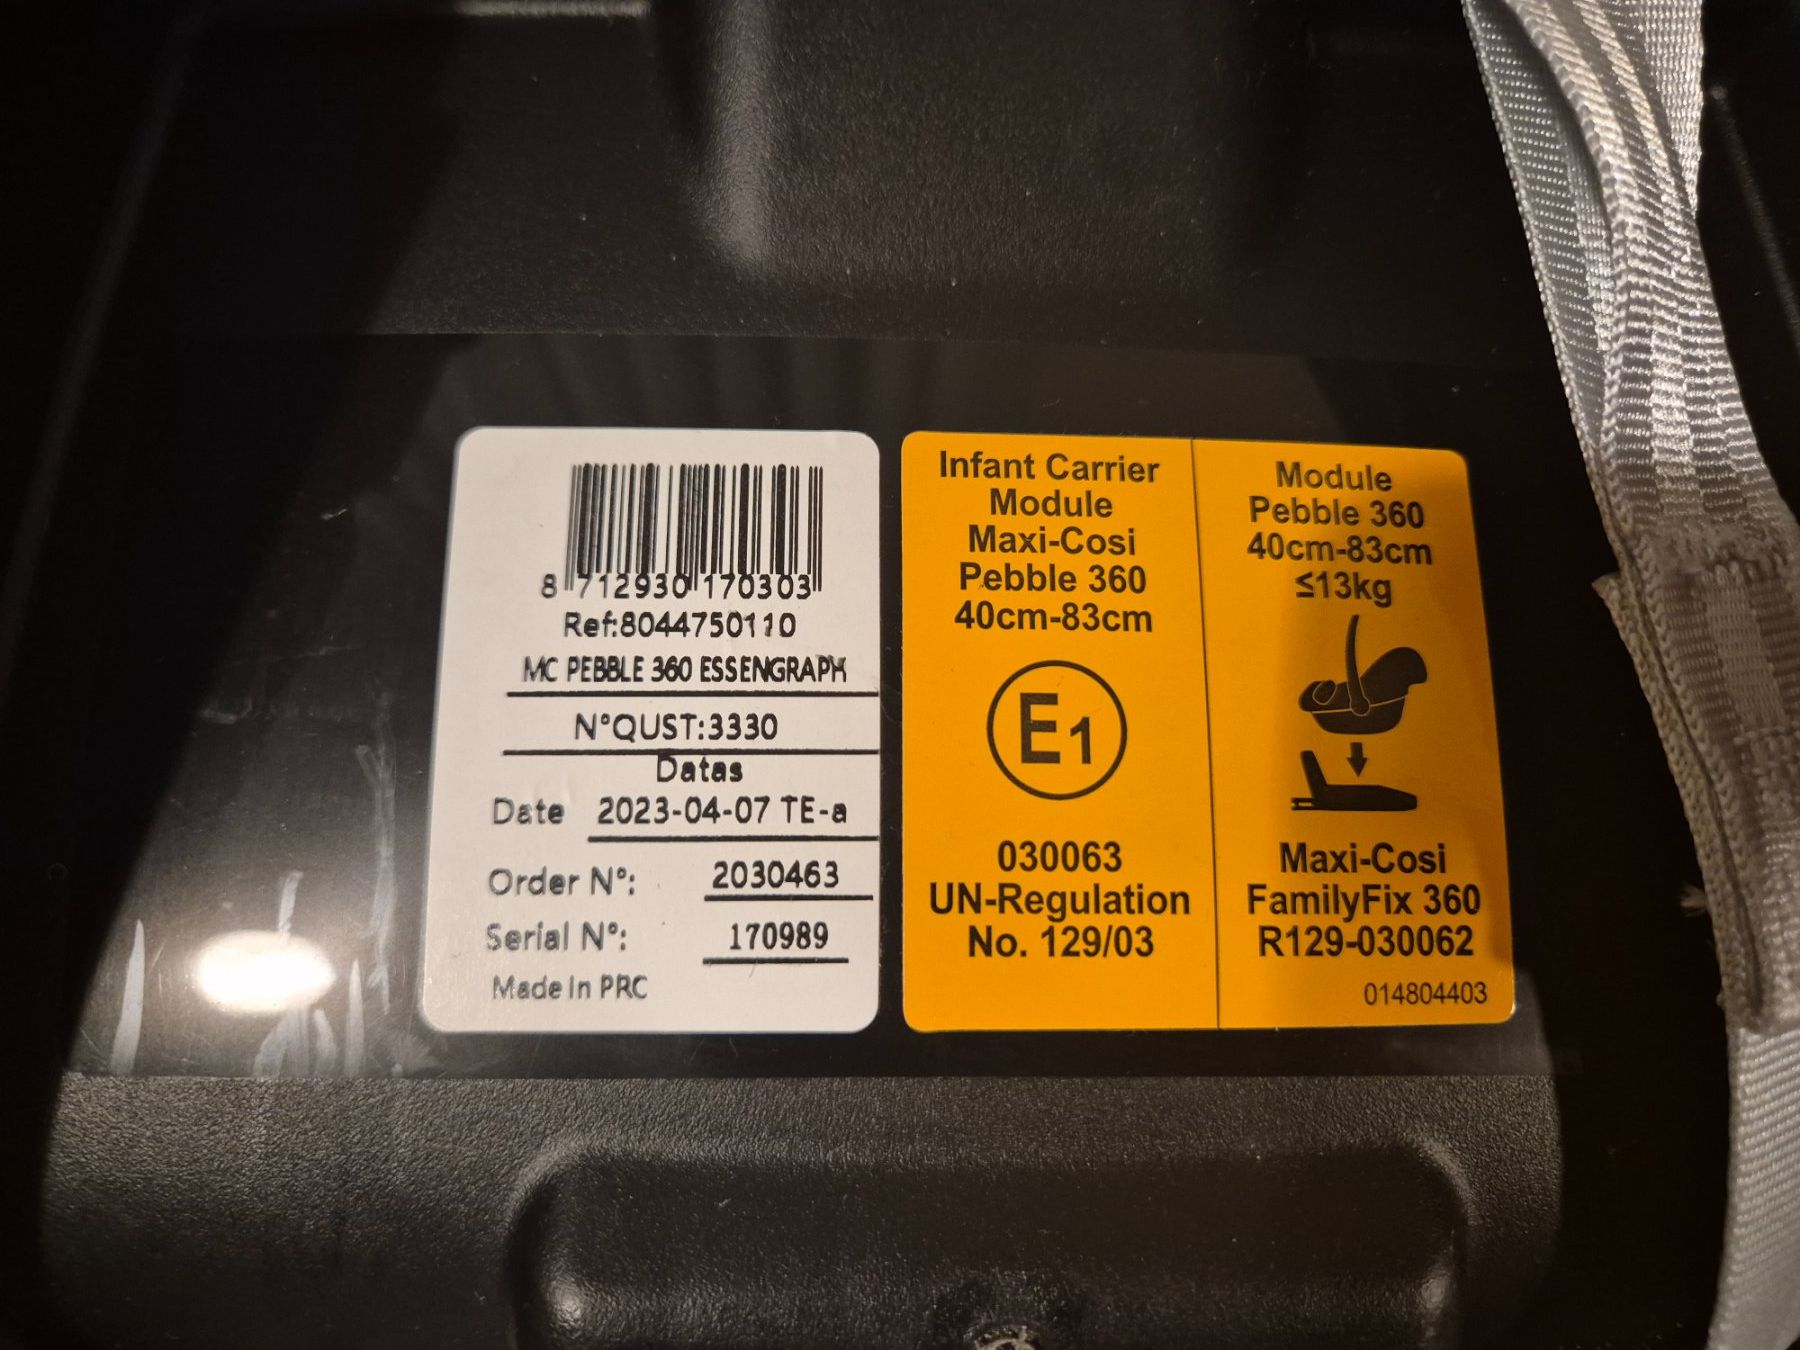 8 712930 170303
Ref:8044750110
MC PEBBLE 360 ESSENGRAPH
N°QUST:3330
Datas
Date 2023-04-07 TE-a
Order N°: 2030463
Serial N°: 170989
Made In PRC
Infant Carrier
Module
Maxi-Cosi
Pebble 360
40cm-83cm
E1
030063
UN-Regulation
No. 129/03
Module
Pebble 360
40cm-83cm
≤13kg
Maxi-Cosi
FamilyFix 360
R129-030062
014804403